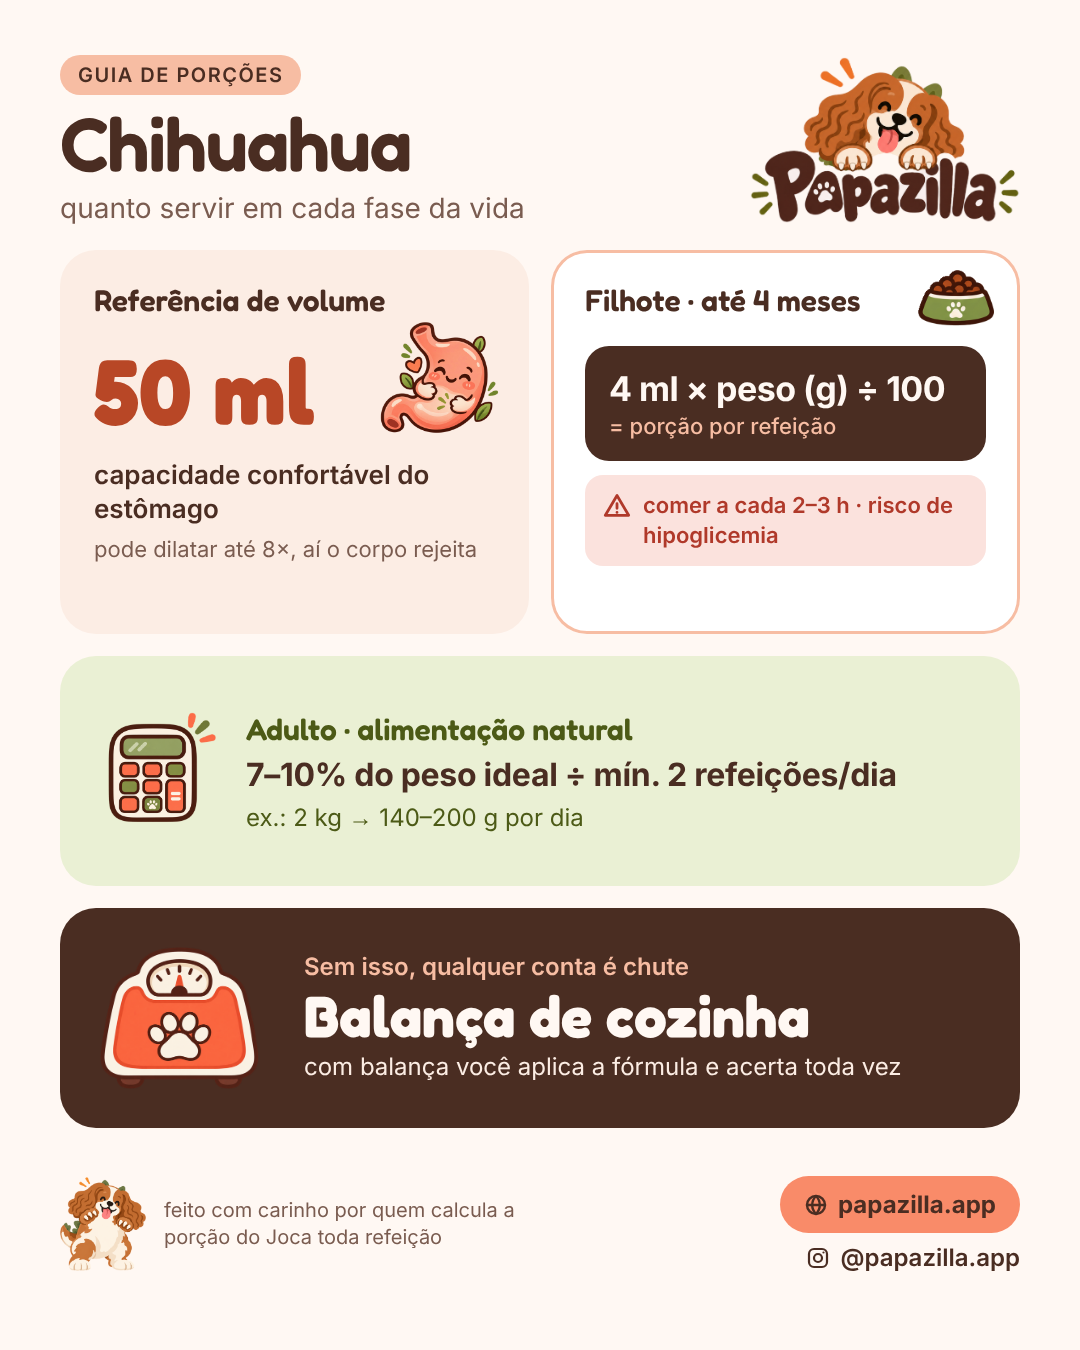 GUIA DE PORÇÕES
Chihuahua
quanto servir em cada fase da vida
Papazilla
Referência de volume
50 ml
capacidade confortável do
estômago
pode dilatar até 8×, aí o corpo rejeita
Filhote · até 4 meses
4 ml × peso (g) ÷ 100
= porção por refeição
comer a cada 2–3 h · risco de
hipoglicemia
Adulto · alimentação natural
7–10% do peso ideal ÷ mín. 2 refeições/dia
ex.: 2 kg → 140–200 g por dia
Sem isso, qualquer conta é chute
Balança de cozinha
com balança você aplica a fórmula e acerta toda vez
feito com carinho por quem calcula a
porção do Joca toda refeição
papazilla.app
@papazilla.app